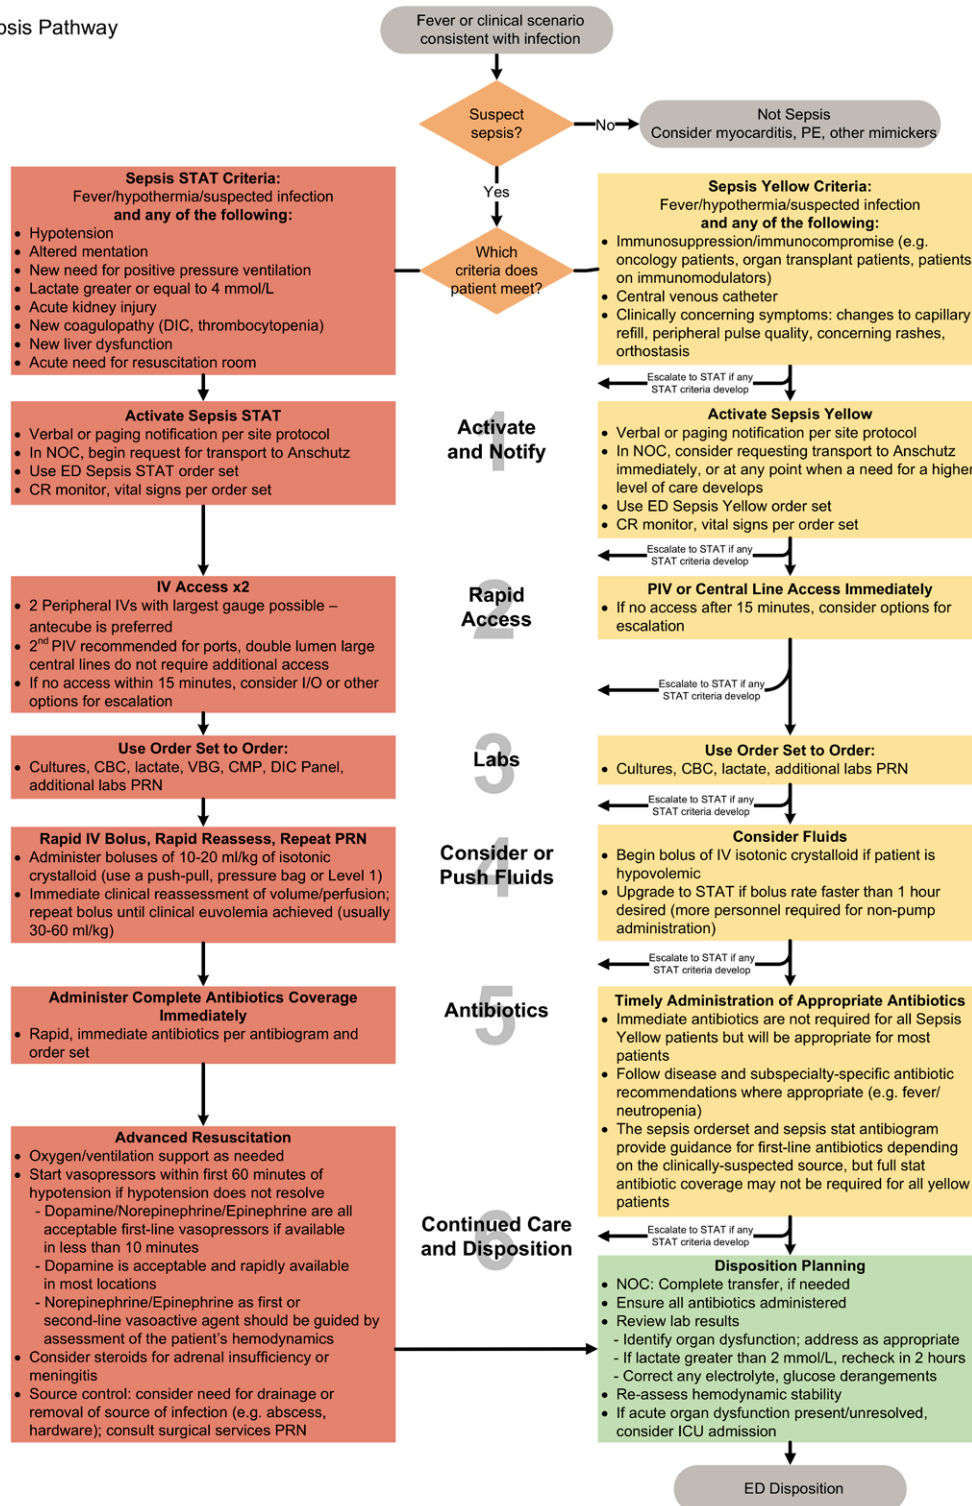 psis Pathway
Fever or clinical scenario
consistent with infection
Suspect
sepsis?
No
Not Sepsis
Consider myocarditis, PE, other mimickers
Yes
Which
criteria does
patient meet?
Sepsis STAT Criteria:
Fever/hypothermia/suspected infection
and any of the following:
• Hypotension
• Altered mentation
• New need for positive pressure ventilation
• Lactate greater or equal to 4 mmol/L
• Acute kidney injury
• New coagulopathy (DIC, thrombocytopenia)
• New liver dysfunction
• Acute need for resuscitation room
Sepsis Yellow Criteria:
Fever/hypothermia/suspected infection
and any of the following:
• Immunosuppression/immunocompromise (e.g.
oncology patients, organ transplant patients, patients
on immunomodulators)
• Central venous catheter
• Clinically concerning symptoms: changes to capillary
refill, peripheral pulse quality, concerning rashes,
orthostasis
Escalate to STAT if any
STAT criteria develop
1
Activate
and Notify
Activate Sepsis STAT
• Verbal or paging notification per site protocol
• In NOC, begin request for transport to Anschutz
• Use ED Sepsis STAT order set
• CR monitor, vital signs per order set
Activate Sepsis Yellow
• Verbal or paging notification per site protocol
• In NOC, consider requesting transport to Anschutz
immediately, or at any point when a need for a higher
level of care develops
• Use ED Sepsis Yellow order set
• CR monitor, vital signs per order set
Escalate to STAT if any
STAT criteria develop
2
Rapid
Access
IV Access x2
• 2 Peripheral IVs with largest gauge possible –
antecube is preferred
• 2nd PIV recommended for ports, double lumen large
central lines do not require additional access
• If no access within 15 minutes, consider I/O or other
options for escalation
PIV or Central Line Access Immediately
• If no access after 15 minutes, consider options for
escalation
Escalate to STAT if any
STAT criteria develop
3
Labs
Use Order Set to Order:
• Cultures, CBC, lactate, VBG, CMP, DIC Panel,
additional labs PRN
Use Order Set to Order:
• Cultures, CBC, lactate, additional labs PRN
Escalate to STAT if any
STAT criteria develop
4
Consider or
Push Fluids
Rapid IV Bolus, Rapid Reassess, Repeat PRN
• Administer boluses of 10-20 ml/kg of isotonic
crystalloid (use a push-pull, pressure bag or Level 1)
• Immediate clinical reassessment of volume/perfusion;
repeat bolus until clinical euvolemia achieved (usually
30-60 ml/kg)
Consider Fluids
• Begin bolus of IV isotonic crystalloid if patient is
hypovolemic
• Upgrade to STAT if bolus rate faster than 1 hour
desired (more personnel required for non-pump
administration)
Escalate to STAT if any
STAT criteria develop
5
Antibiotics
Administer Complete Antibiotics Coverage
Immediately
• Rapid, immediate antibiotics per antibiogram and
order set
Timely Administration of Appropriate Antibiotics
• Immediate antibiotics are not required for all Sepsis
Yellow patients but will be appropriate for most
patients
• Follow disease and subspecialty-specific antibiotic
recommendations where appropriate (e.g. fever/
neutropenia)
• The sepsis orderset and sepsis stat antibiogram
provide guidance for first-line antibiotics depending
on the clinically-suspected source, but full stat
antibiotic coverage may not be required for all yellow
patients
Escalate to STAT if any
STAT criteria develop
6
Continued Care
and Disposition
Advanced Resuscitation
• Oxygen/ventilation support as needed
• Start vasopressors within first 60 minutes of
hypotension if hypotension does not resolve
- Dopamine/Norepinephrine/Epinephrine are all
acceptable first-line vasopressors if available
in less than 10 minutes
- Dopamine is acceptable and rapidly available
in most locations
- Norepinephrine/Epinephrine as first or
second-line vasoactive agent should be guided by
assessment of the patient's hemodynamics
• Consider steroids for adrenal insufficiency or
meningitis
• Source control: consider need for drainage or
removal of source of infection (e.g. abscess,
hardware); consult surgical services PRN
Disposition Planning
• NOC: Complete transfer, if needed
• Ensure all antibiotics administered
• Review lab results
- Identify organ dysfunction; address as appropriate
- If lactate greater than 2 mmol/L, recheck in 2 hours
- Correct any electrolyte, glucose derangements
• Re-assess hemodynamic stability
• If acute organ dysfunction present/unresolved,
consider ICU admission
ED Disposition